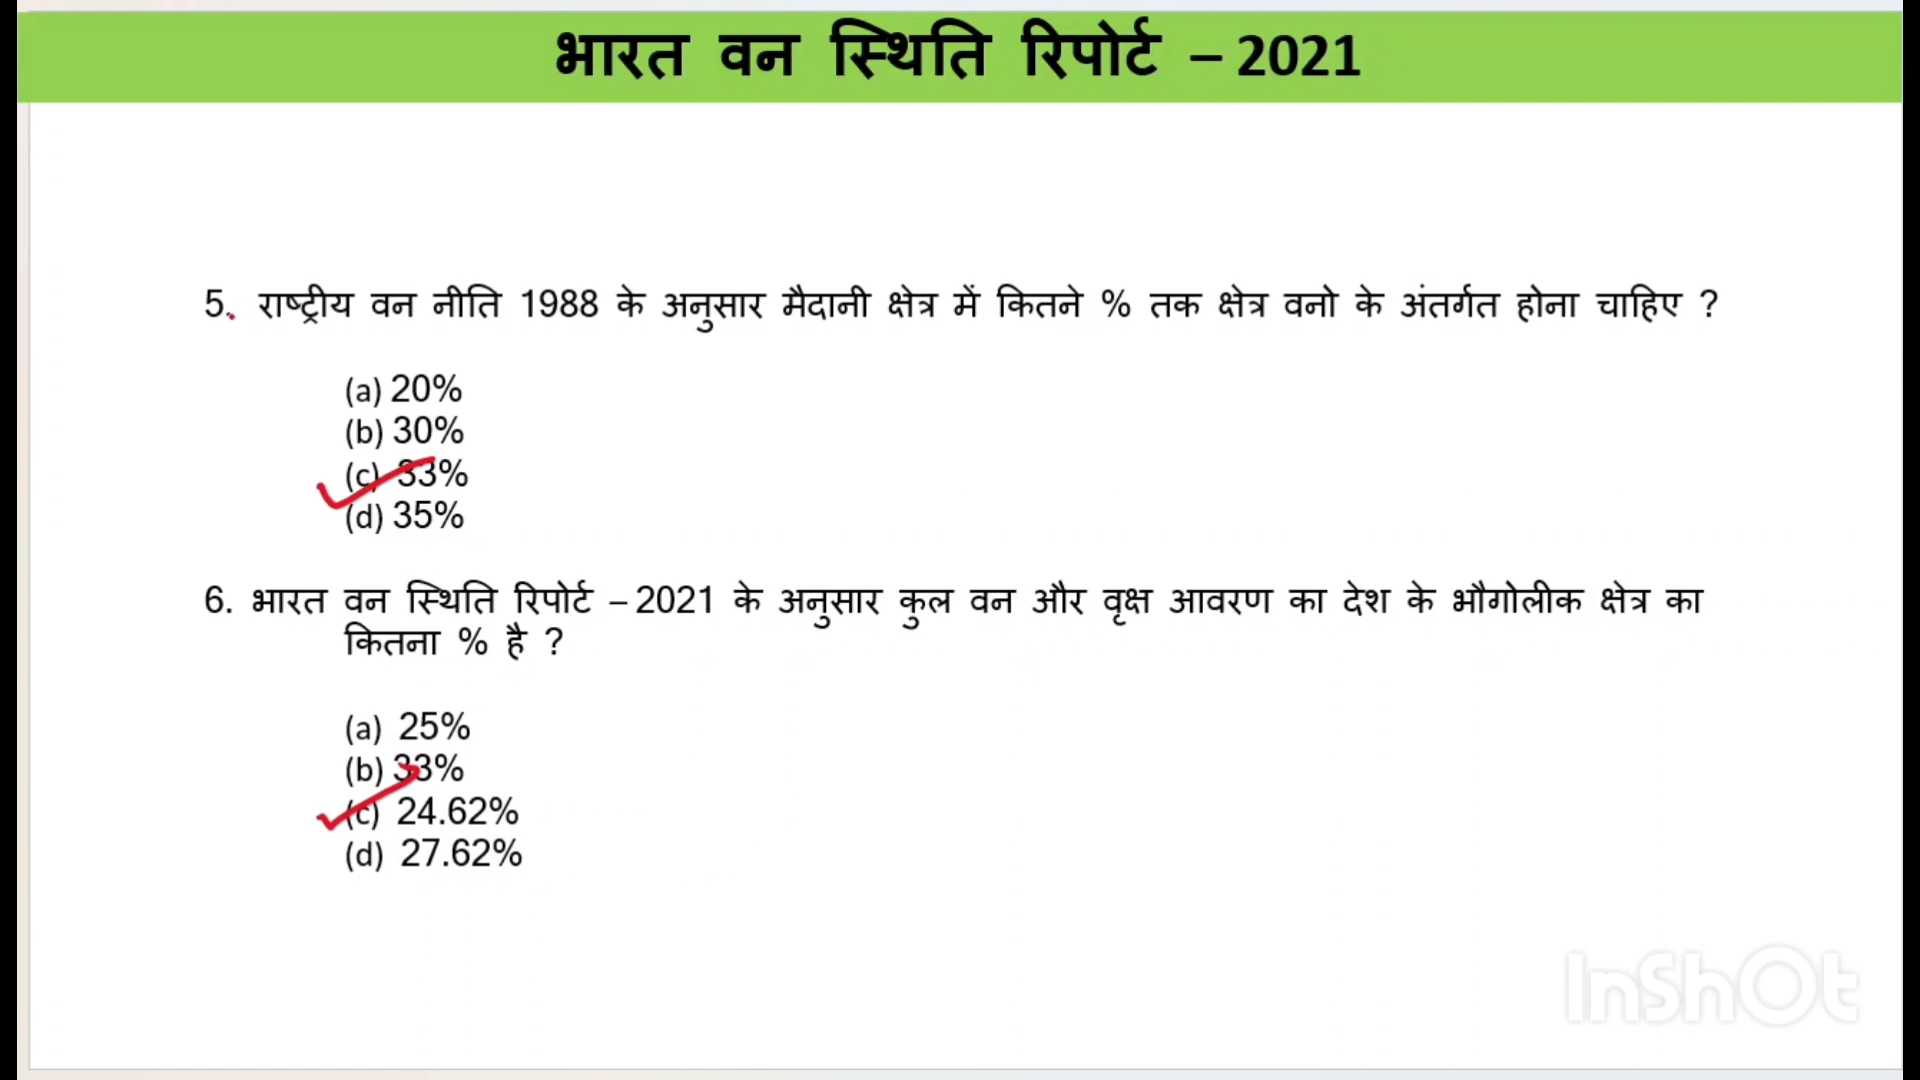 भारत वन स्थिति रिपोर्ट – 2021
5. राष्ट्रीय वन नीति 1988 के अनुसार मैदानी क्षेत्र में कितने % तक क्षेत्र वनो के अंतर्गत होना चाहिए ?
(a) 20%
(b) 30%
(c) 33%
(d) 35%
6. भारत वन स्थिति रिपोर्ट – 2021 के अनुसार कुल वन और वृक्ष आवरण का देश के भौगोलीक क्षेत्र का
कितना % है ?
(a) 25%
(b) 33%
(c) 24.62%
(d) 27.62%
InShOt